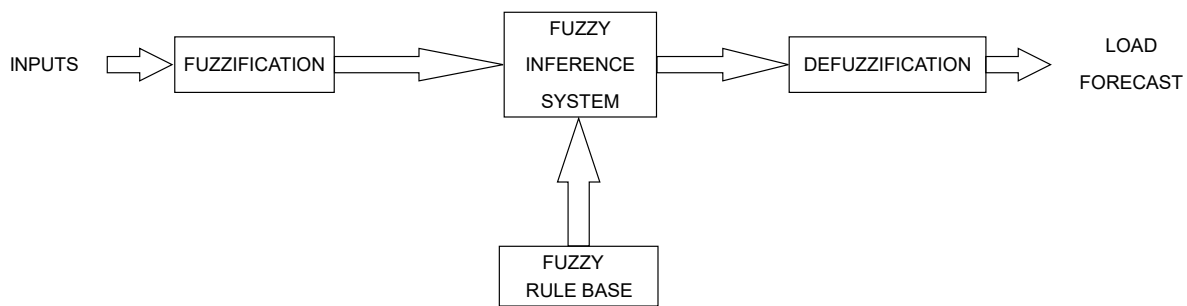 INPUTS
FUZZIFICATION
FUZZY
INFERENCE
SYSTEM
DEFUZZIFICATION
LOAD
FORECAST
FUZZY
RULE BASE